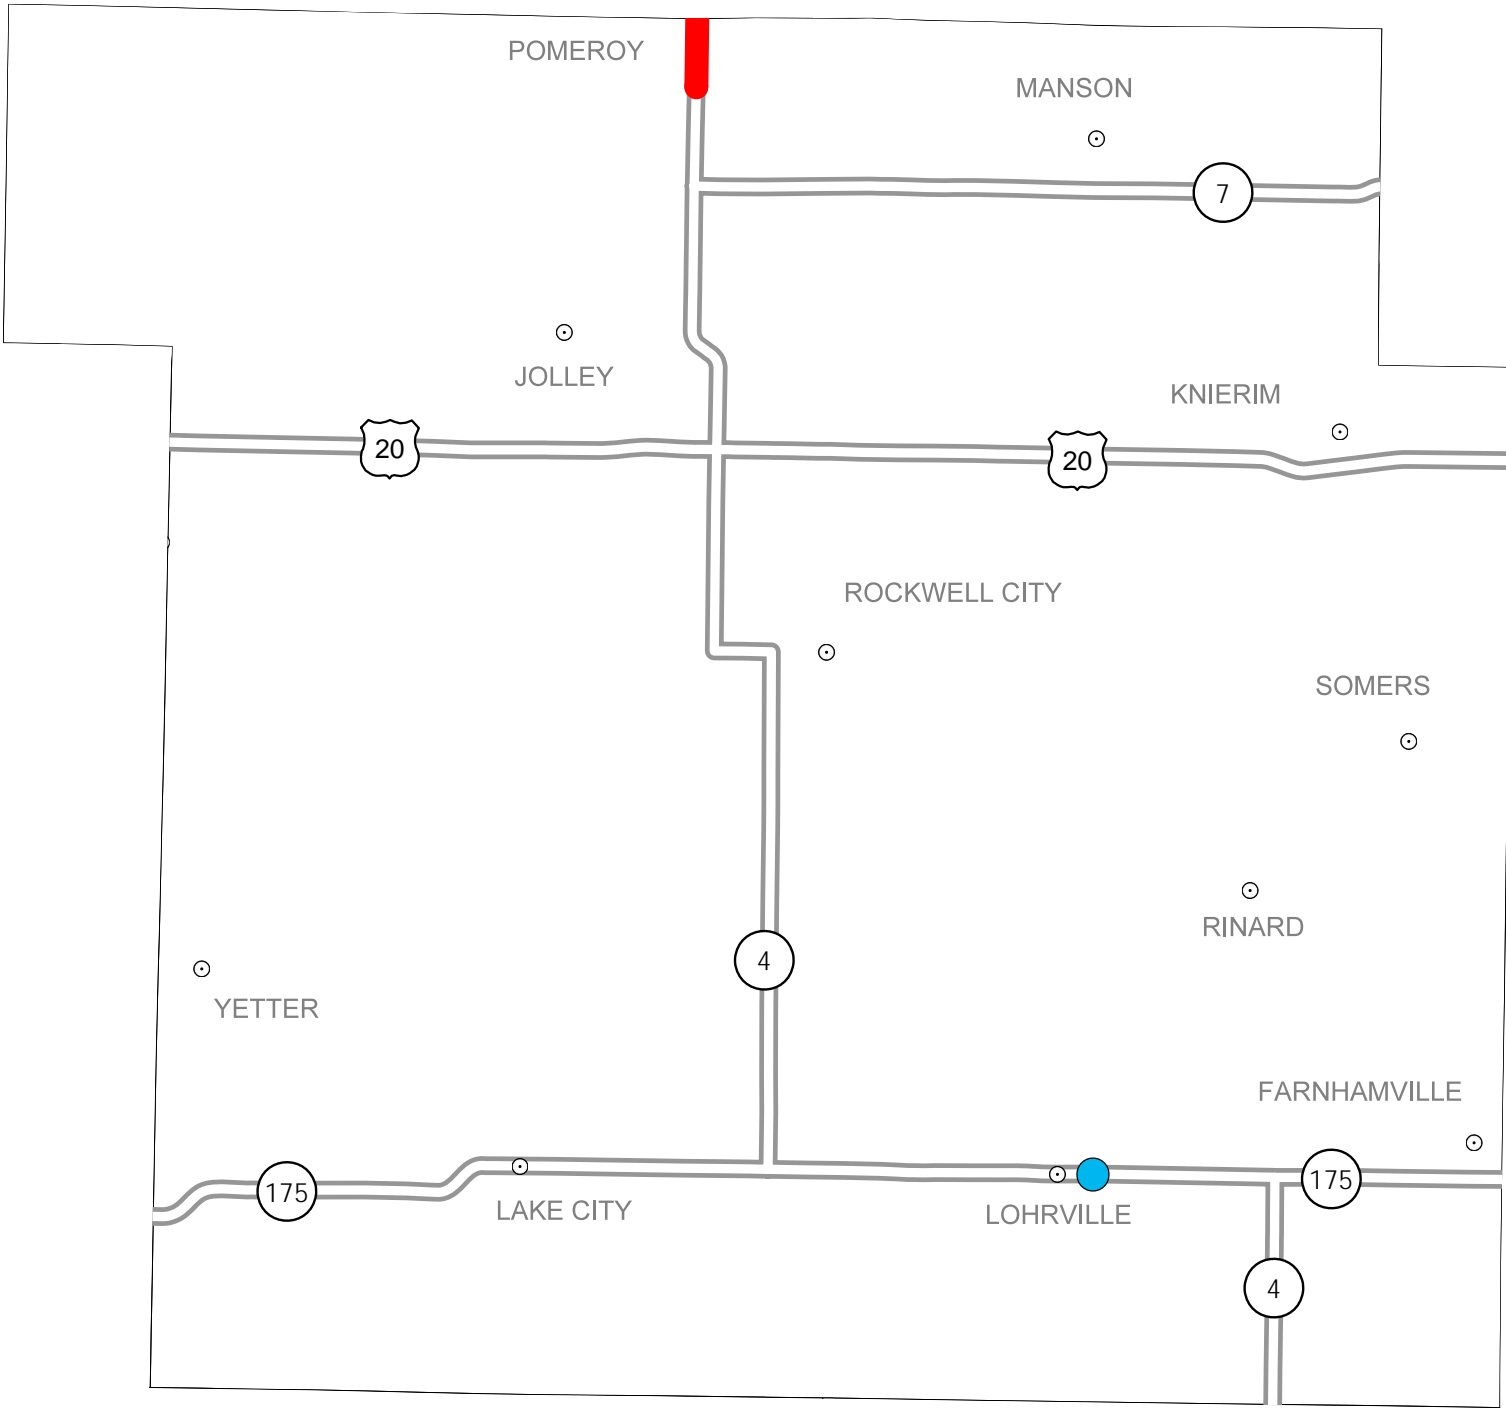 POMEROY
MANSON
7
JOLLEY
KNIERIM
20
20
ROCKWELL CITY
SOMERS
RINARD
4
YETTER
FARNHAMVILLE
175
175
LAKE CITY
LOHRVILLE
4